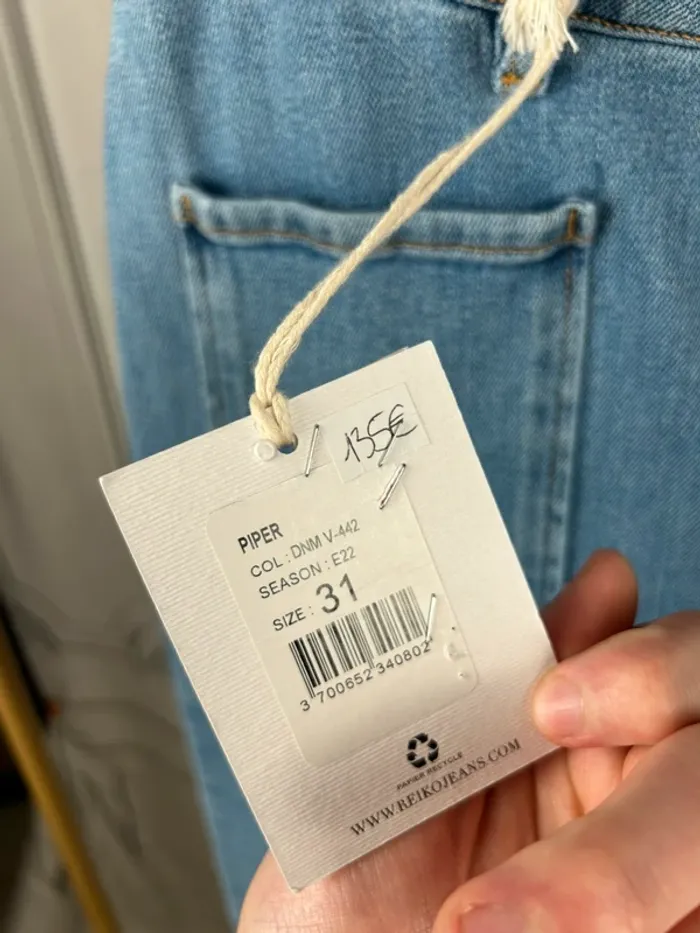 135€
PIPER
COL : DNM V-442
SEASON : E22
SIZE : 31
3 700652 340802
PAPIER RECYCLE
WWW.REIKOJEANS.COM